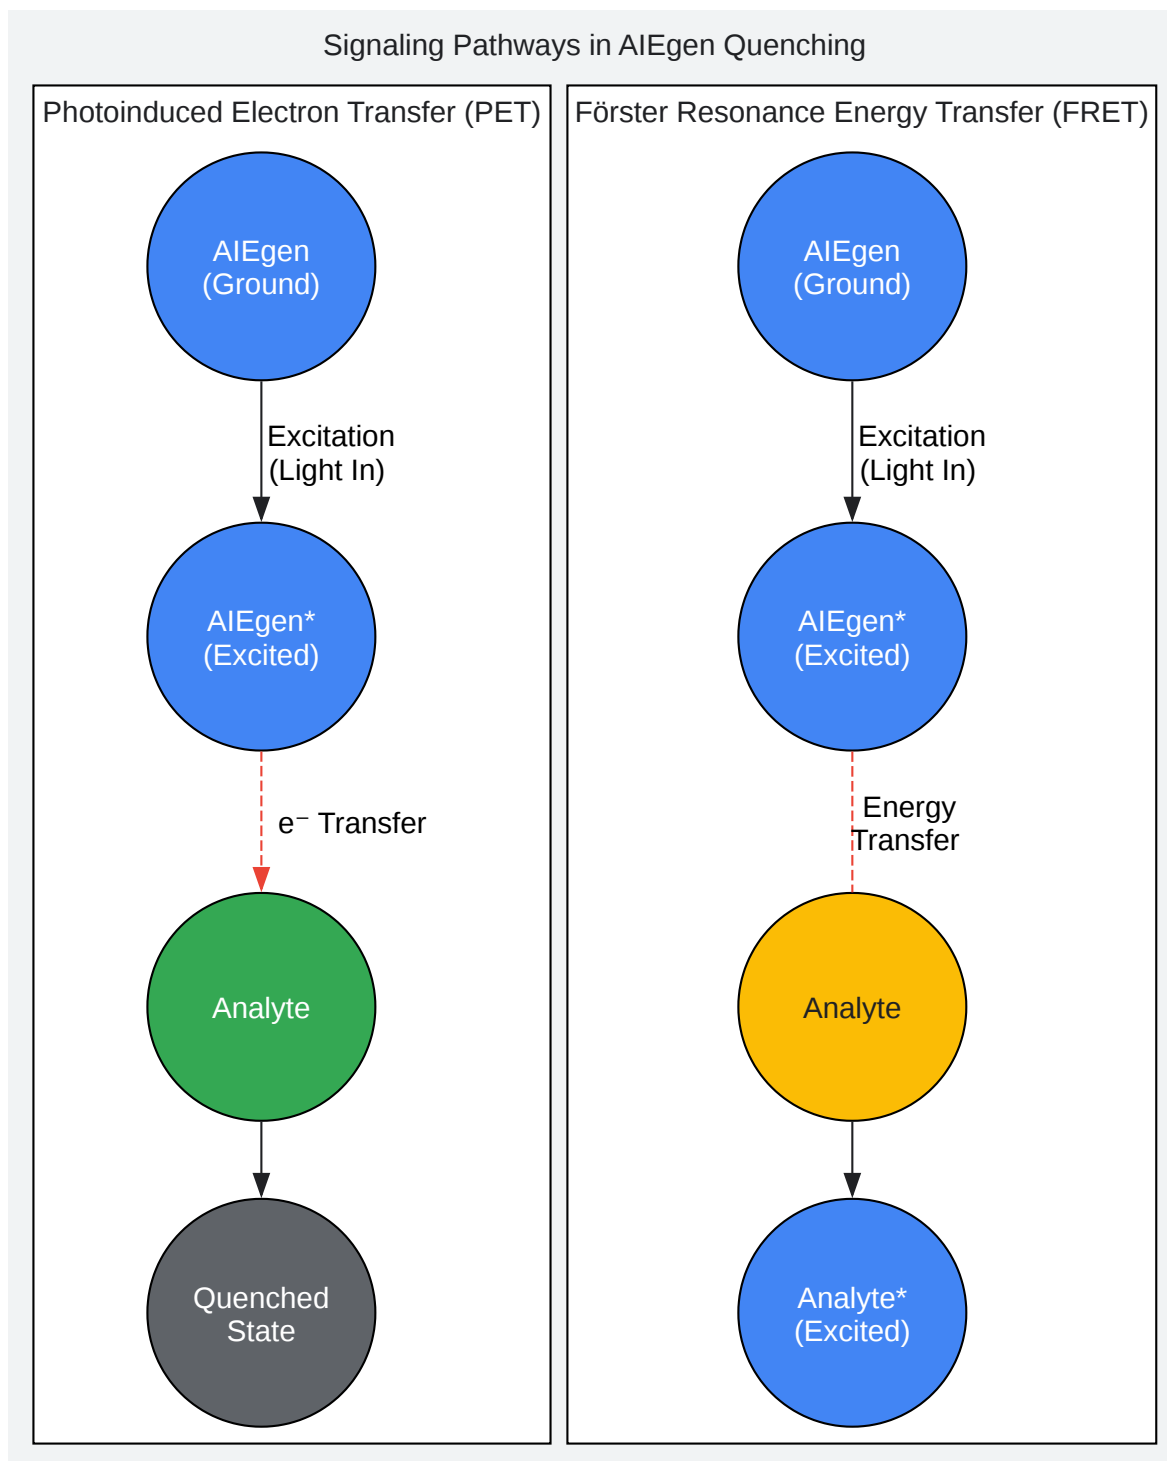 Signaling Pathways in AIEgen Quenching
Photoinduced Electron Transfer (PET)
AIEgen
(Ground)
Excitation
(Light In)
AIEgen*
(Excited)
e⁻ Transfer
Analyte
Quenched
State
Förster Resonance Energy Transfer (FRET)
AIEgen
(Ground)
Excitation
(Light In)
AIEgen*
(Excited)
Energy
Transfer
Analyte
Analyte*
(Excited)